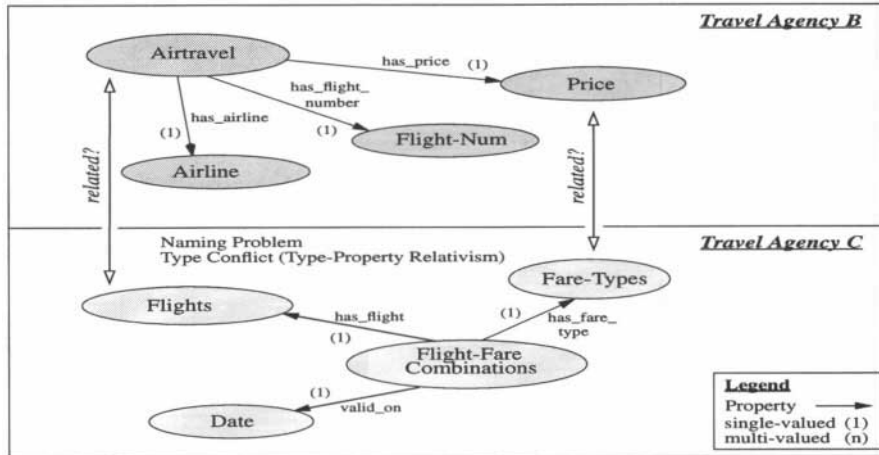 Travel Agency B
Airtravel
has_price
(1)
Price
has_flight_
number
(1)
has_airline
(1)
Flight-Num
Airline
related?
related?
Naming Problem
Type Conflict (Type-Property Relativism)
Travel Agency C
Fare-Types
Flights
(1)
has_fare_
type
has_flight
(1)
Flight-Fare
Combinations
(1)
valid_on
Date
Legend
Property
single-valued (1)
multi-valued (n)